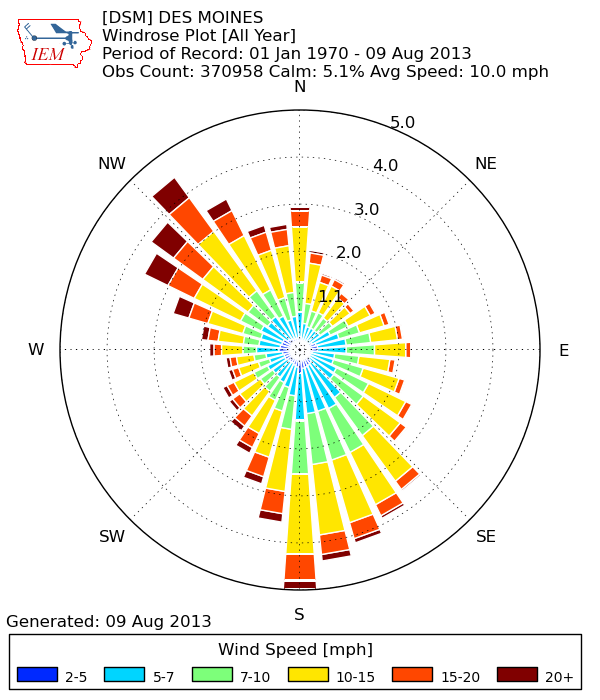 [DSM] DES MOINES
Windrose Plot [All Year]
Period of Record: 01 Jan 1970 - 09 Aug 2013
Obs Count: 370958 Calm: 5.1% Avg Speed: 10.0 mph
IEM
N
5.0
NW
4.0
NE
3.0
2.0
1.1
W
E
SW
SE
S
Generated: 09 Aug 2013
Wind Speed [mph]
2-5 5-7 7-10 10-15 15-20 20+